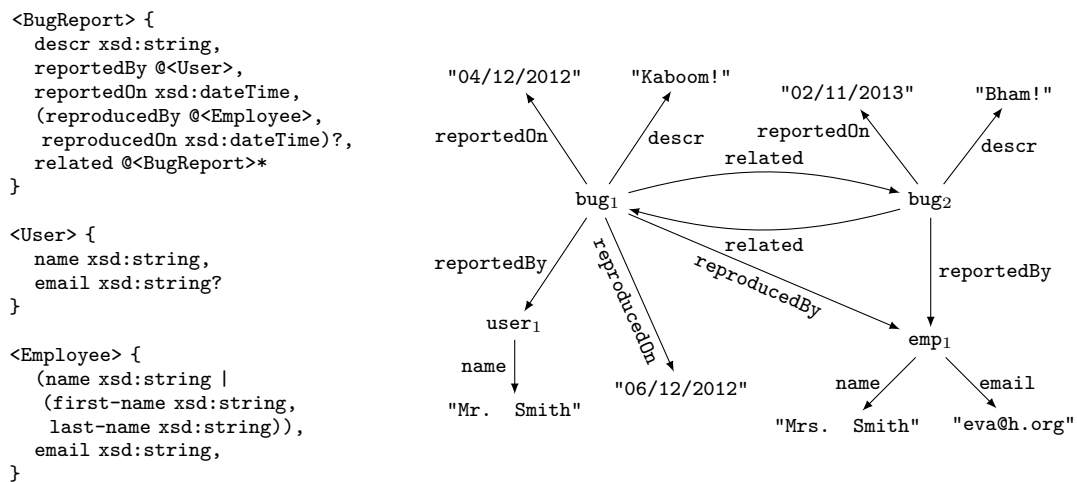 <BugReport> {
descr xsd:string,
reportedBy @<User>,
reportedOn xsd:dateTime,
(reproducedBy @<Employee>,
reproducedOn xsd:dateTime)?,
related @<BugReport>*
}
<User> {
name xsd:string,
email xsd:string?
}
<Employee> {
(name xsd:string |
(first-name xsd:string,
last-name xsd:string)),
email xsd:string,
}
"04/12/2012"
"Kaboom!"
"02/11/2013"
"Bham!"
reportedOn
descr
reportedOn
descr
related
bug₁
bug₂
related
reportedBy
reproducedOn
reproducedBy
reportedBy
user₁
emp₁
name
"06/12/2012"
name
email
"Mr. Smith"
"Mrs. Smith"
"eva@h.org"